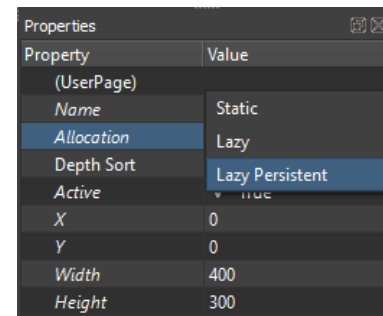 Properties
Property Value
(UserPage)
Name Static
Allocation Lazy
Depth Sort Lazy Persistent
Active True
X 0
Y 0
Width 400
Height 300